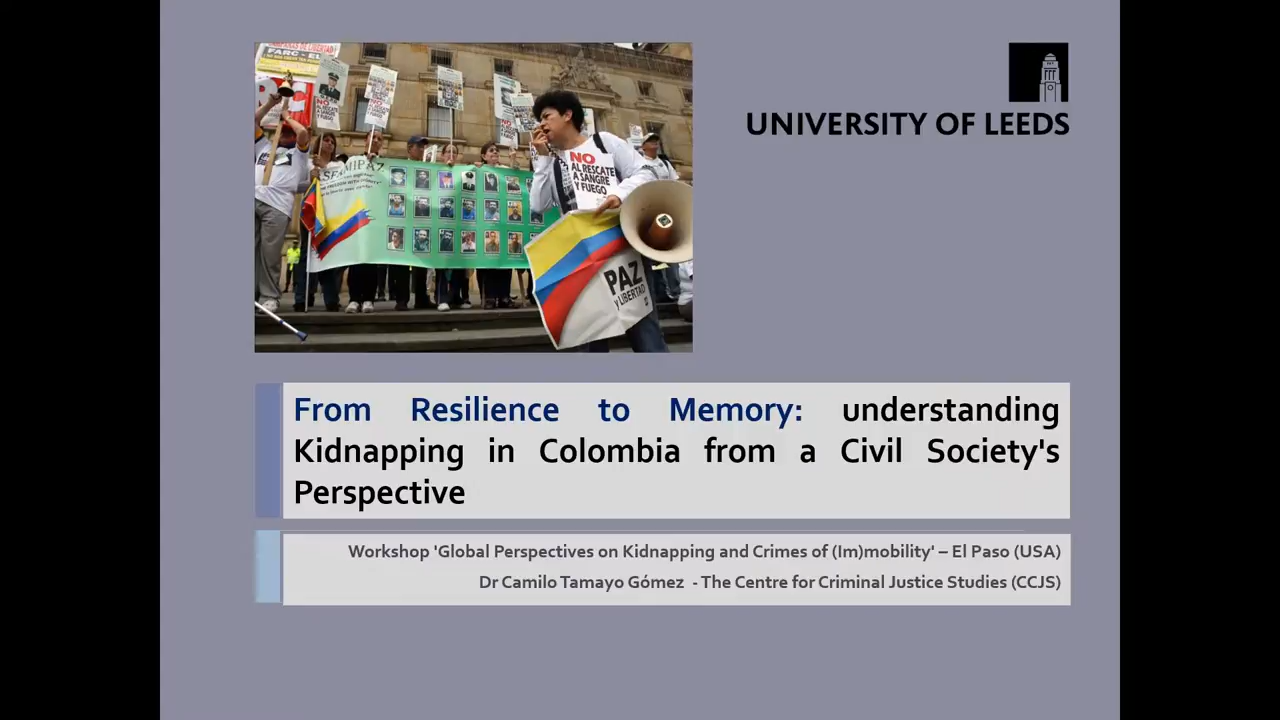 FARC - EL
NO
AL RESCATE
A SANGRE
Y FUEGO
PAZ
Y LIBERTAD
UNIVERSITY OF LEEDS
From Resilience to Memory: understanding
Kidnapping in Colombia from a Civil Society's
Perspective
Workshop 'Global Perspectives on Kidnapping and Crimes of (Im)mobility' – El Paso (USA)
Dr Camilo Tamayo Gómez - The Centre for Criminal Justice Studies (CCJS)